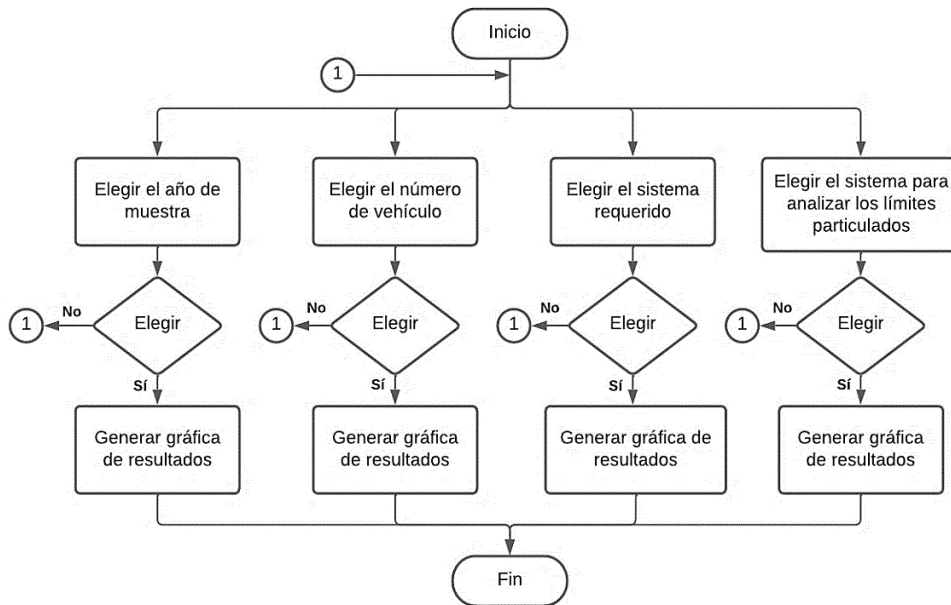 Inicio
1
Elegir el año de
muestra
Elegir el número
de vehículo
Elegir el sistema
requerido
Elegir el sistema para
analizar los límites
particulados
1
No
Elegir
1
No
Elegir
1
No
Elegir
1
No
Elegir
Sí
Sí
Sí
Sí
Generar gráfica
de resultados
Generar gráfica
de resultados
Generar gráfica de
resultados
Generar gráfica
de resultados
Fin